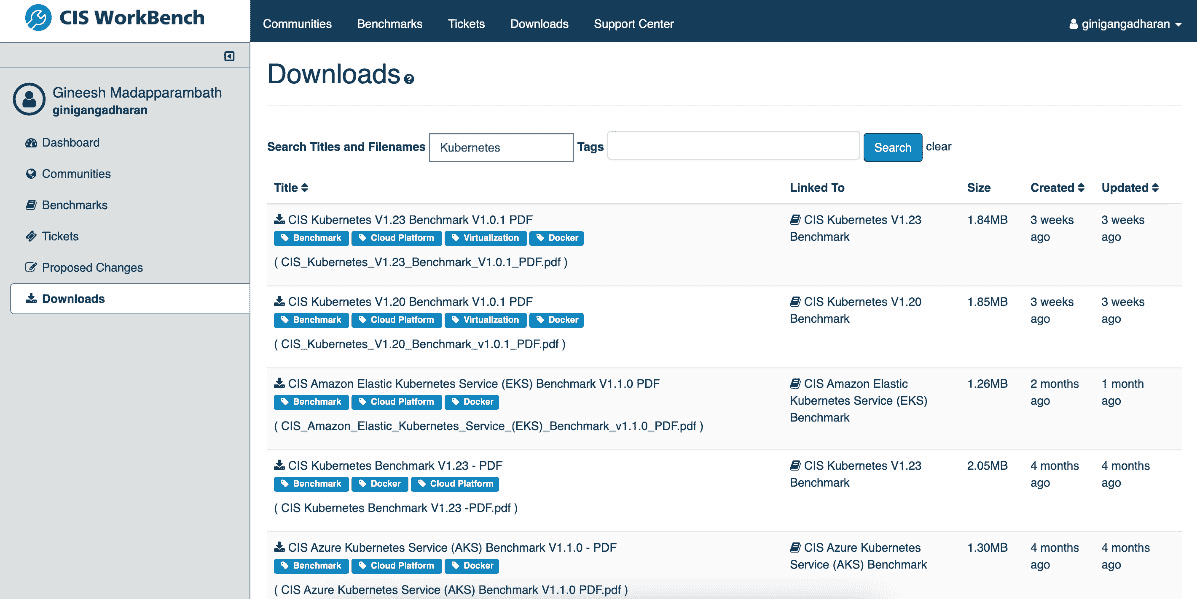 CIS WorkBench
Communities Benchmarks Tickets Downloads Support Center
ginigangadharan
Gineesh Madapparambath
ginigangadharan
Dashboard
Communities
Benchmarks
Tickets
Proposed Changes
Downloads
Downloads
Search Titles and Filenames Kubernetes Tags Search clear
Title Linked To Size Created Updated
CIS Kubernetes V1.23 Benchmark V1.0.1 PDF CIS Kubernetes V1.23 1.84MB 3 weeks 3 weeks
Benchmark Cloud Platform Virtualization Docker Benchmark ago ago
( CIS_Kubernetes_V1.23_Benchmark_V1.0.1_PDF.pdf )
CIS Kubernetes V1.20 Benchmark V1.0.1 PDF CIS Kubernetes V1.20 1.85MB 3 weeks 3 weeks
Benchmark Cloud Platform Virtualization Docker Benchmark ago ago
( CIS_Kubernetes_V1.20_Benchmark_v1.0.1_PDF.pdf )
CIS Amazon Elastic Kubernetes Service (EKS) Benchmark V1.1.0 PDF CIS Amazon Elastic 1.26MB 2 months 1 month
Benchmark Cloud Platform Docker Kubernetes Service (EKS) ago ago
Benchmark
( CIS_Amazon_Elastic_Kubernetes_Service_(EKS)_Benchmark_v1.1.0_PDF.pdf )
CIS Kubernetes Benchmark V1.23 - PDF CIS Kubernetes V1.23 2.05MB 4 months 4 months
Benchmark Docker Cloud Platform Benchmark ago ago
( CIS Kubernetes Benchmark V1.23 -PDF.pdf )
CIS Azure Kubernetes Service (AKS) Benchmark V1.1.0 - PDF CIS Azure Kubernetes 1.30MB 4 months 4 months
Benchmark Cloud Platform Docker Service (AKS) Benchmark ago ago
( CIS Azure Kubernetes Service (AKS) Benchmark V1.1.0 PDF.pdf )